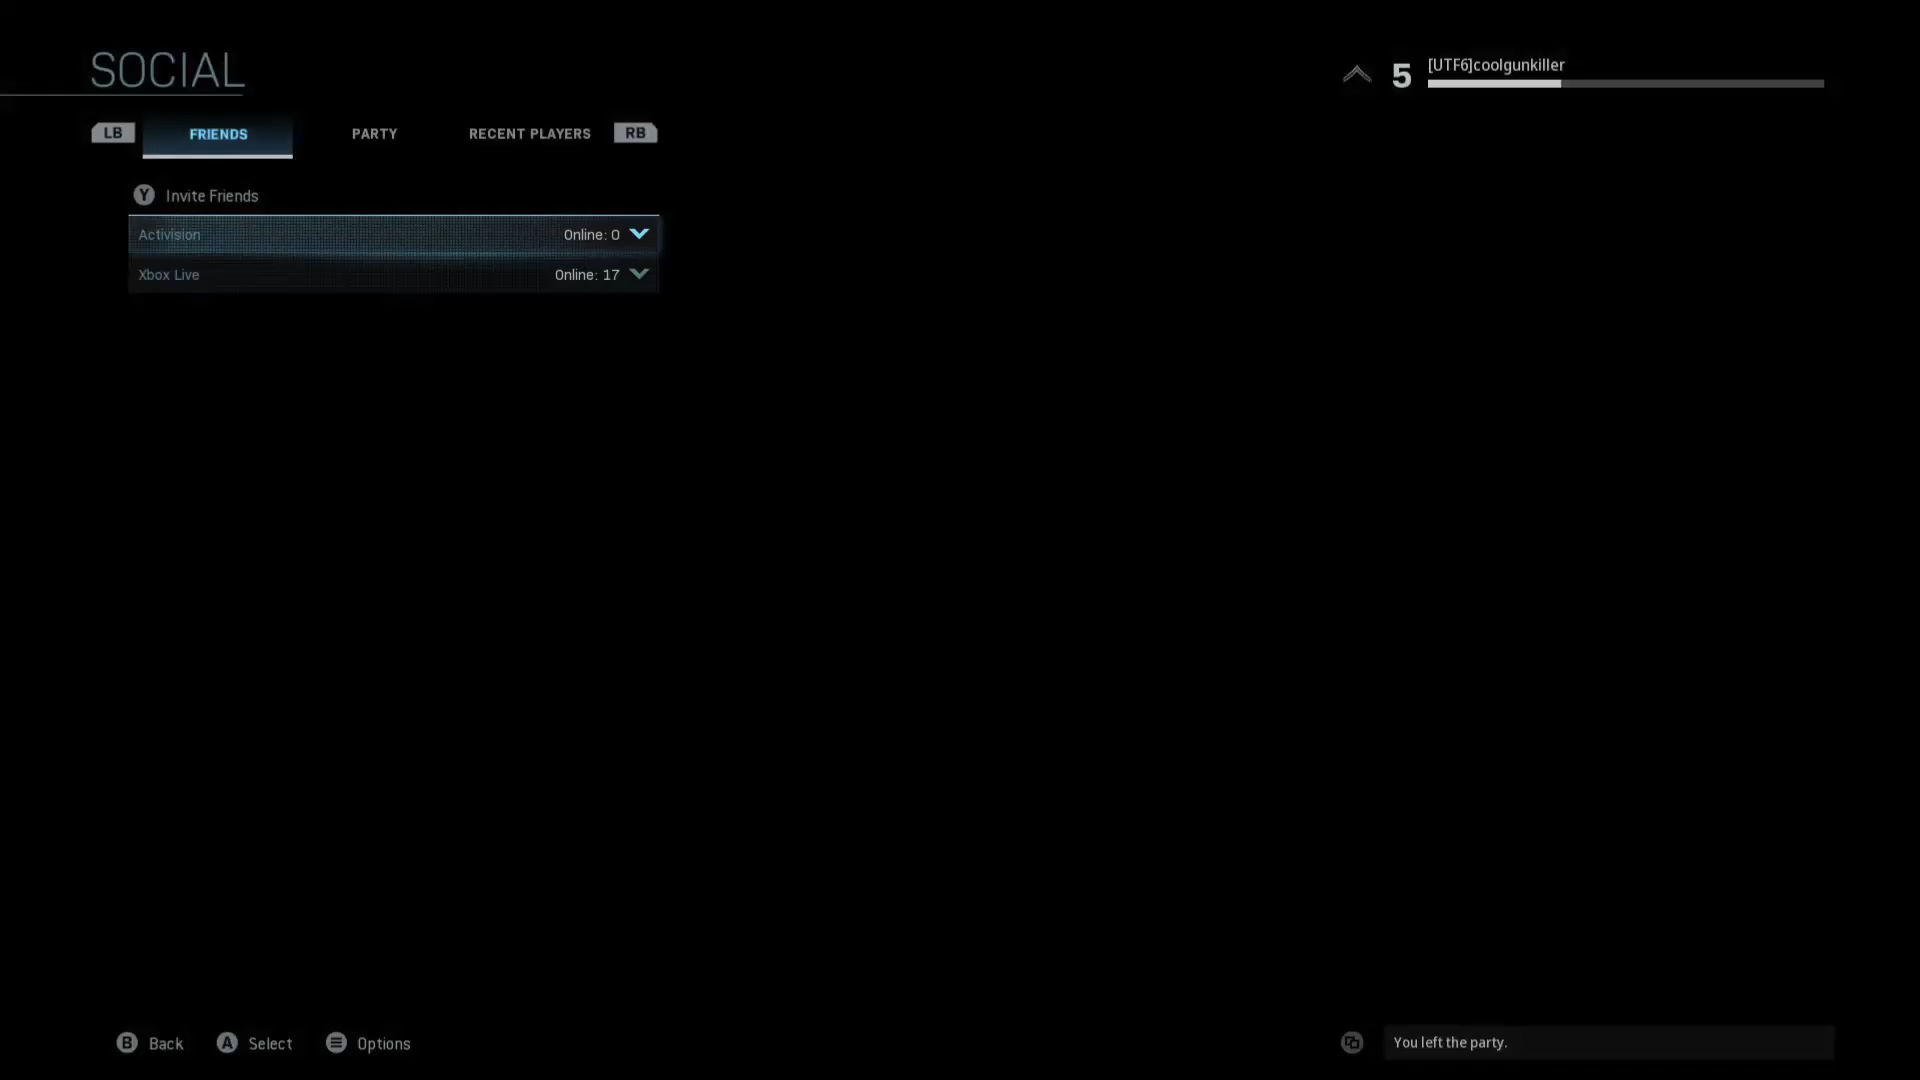 SOCIAL
5 [UTF6]coolgunkiller
LB FRIENDS PARTY RECENT PLAYERS RB
Y Invite Friends
Activision Online: 0
Xbox Live Online: 17
B Back A Select Options
You left the party.